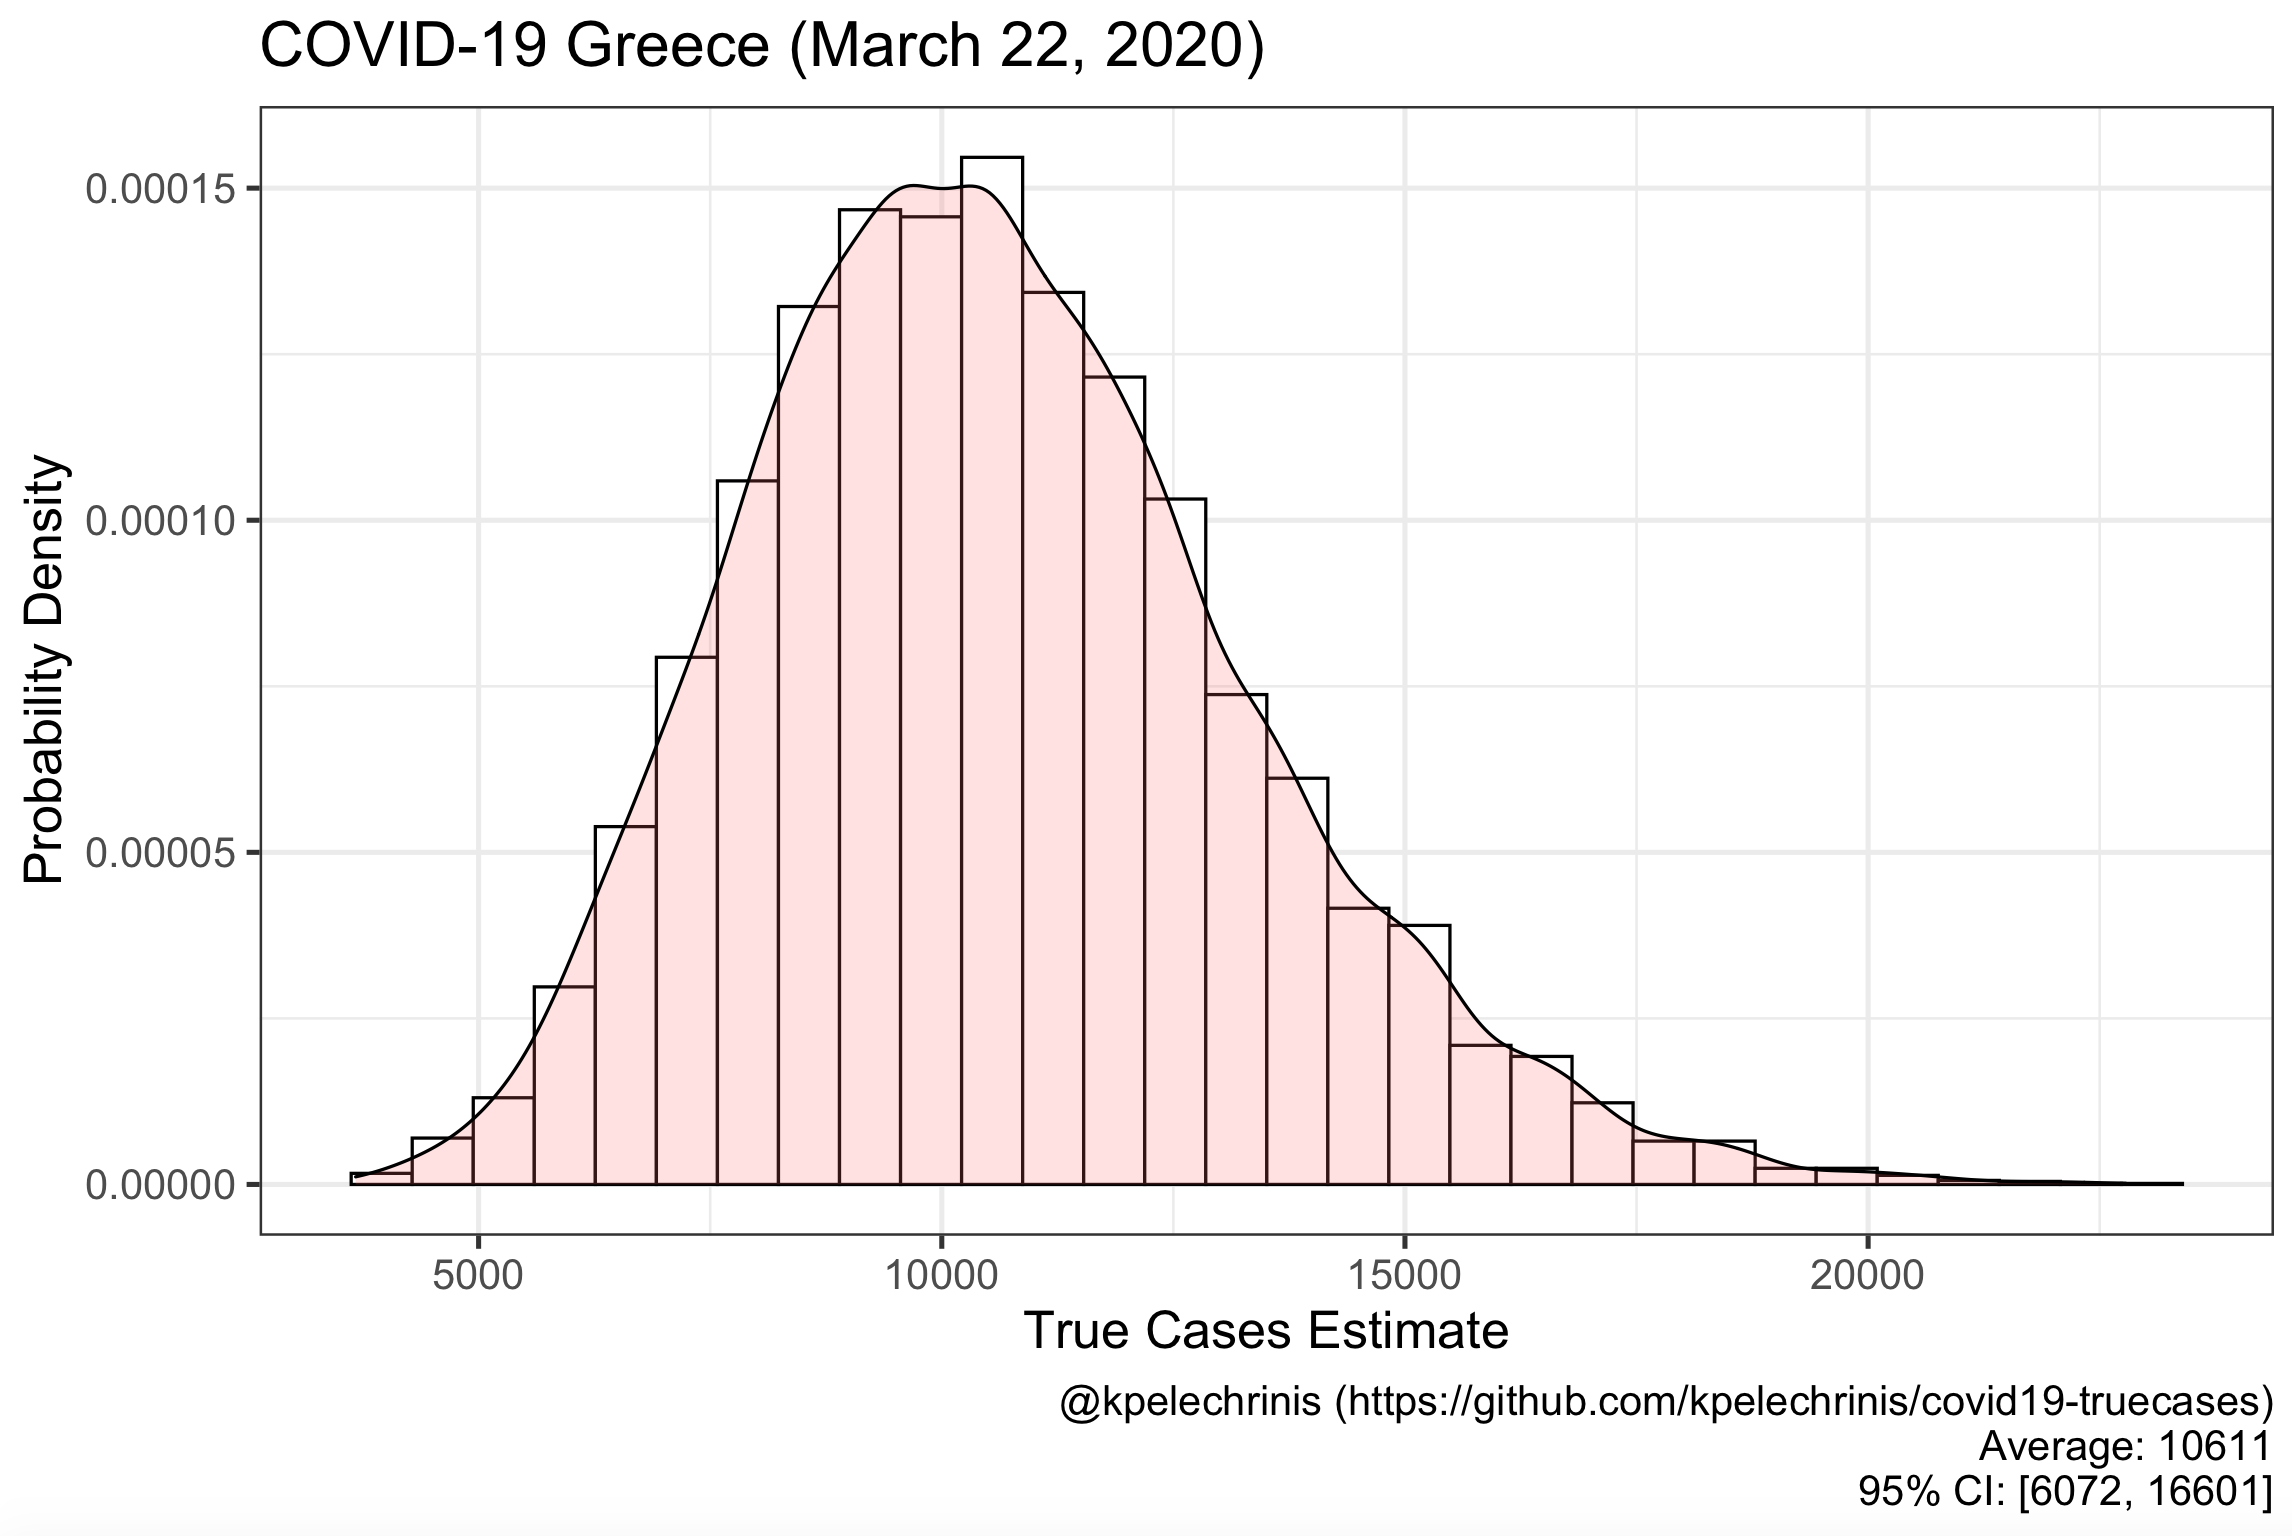 COVID-19 Greece (March 22, 2020)
Probability Density
0.00015
0.00010
0.00005
0.00000
5000 10000 15000 20000
True Cases Estimate
@kpelechrinis (https://github.com/kpelechrinis/covid19-truecases)
Average: 10611
95% CI: [6072, 16601]